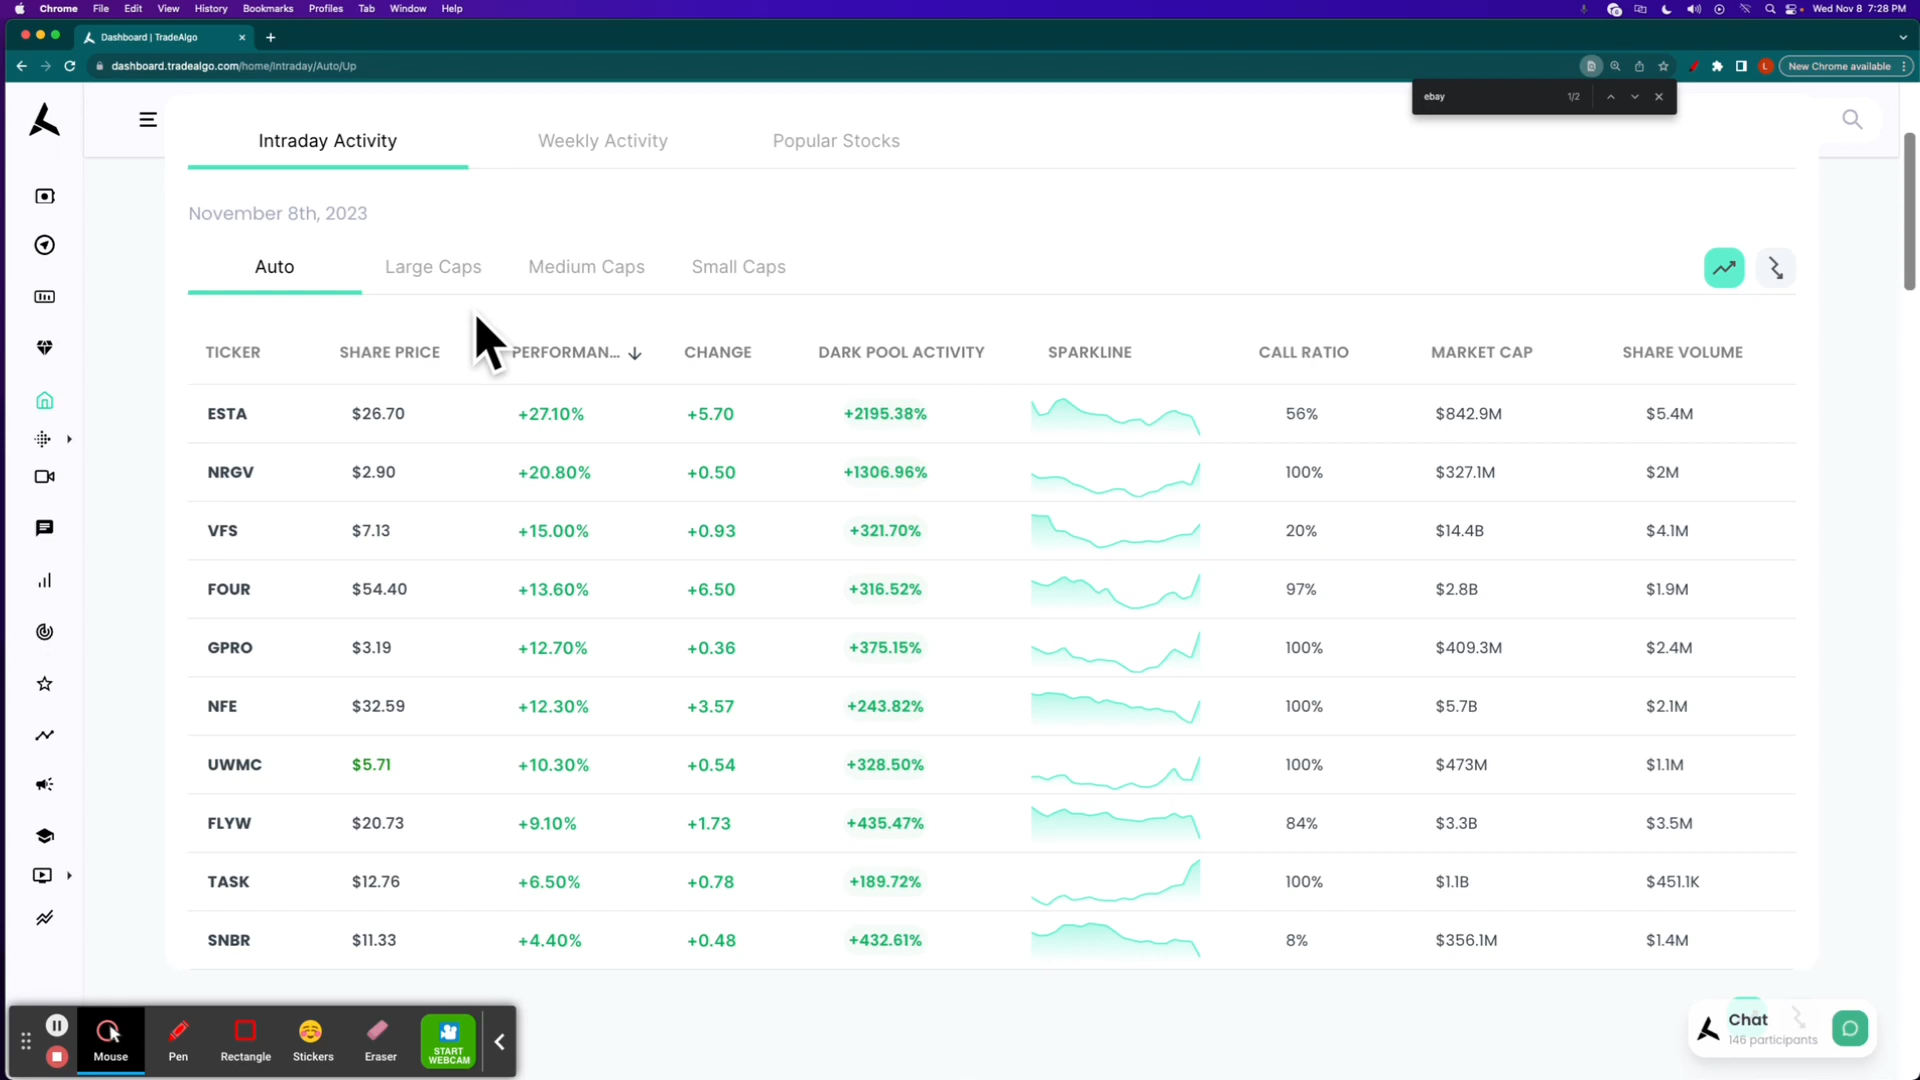 Chrome File Edit View History Bookmarks Profiles Tab Window Help Wed Nov 8 7:28 PM
Dashboard | TradeAlgo
dashboard.tradealgo.com/home/Intraday/Auto/Up New Chrome available
ebay 1/2
Intraday Activity Weekly Activity Popular Stocks
November 8th, 2023
Auto Large Caps Medium Caps Small Caps
TICKER SHARE PRICE PERFORMAN... CHANGE DARK POOL ACTIVITY SPARKLINE CALL RATIO MARKET CAP SHARE VOLUME
ESTA $26.70 +27.10% +5.70 +2195.38% 56% $842.9M $5.4M
NRGV $2.90 +20.80% +0.50 +1306.96% 100% $327.1M $2M
VFS $7.13 +15.00% +0.93 +321.70% 20% $14.4B $4.1M
FOUR $54.40 +13.60% +6.50 +316.52% 97% $2.8B $1.9M
GPRO $3.19 +12.70% +0.36 +375.15% 100% $409.3M $2.4M
NFE $32.59 +12.30% +3.57 +243.82% 100% $5.7B $2.1M
UWMC $5.71 +10.30% +0.54 +328.50% 100% $473M $1.1M
FLYW $20.73 +9.10% +1.73 +435.47% 84% $3.3B $3.5M
TASK $12.76 +6.50% +0.78 +189.72% 100% $1.1B $451.1K
SNBR $11.33 +4.40% +0.48 +432.61% 8% $356.1M $1.4M
Mouse Pen Rectangle Stickers Eraser START WEBCAM
Chat
146 participants